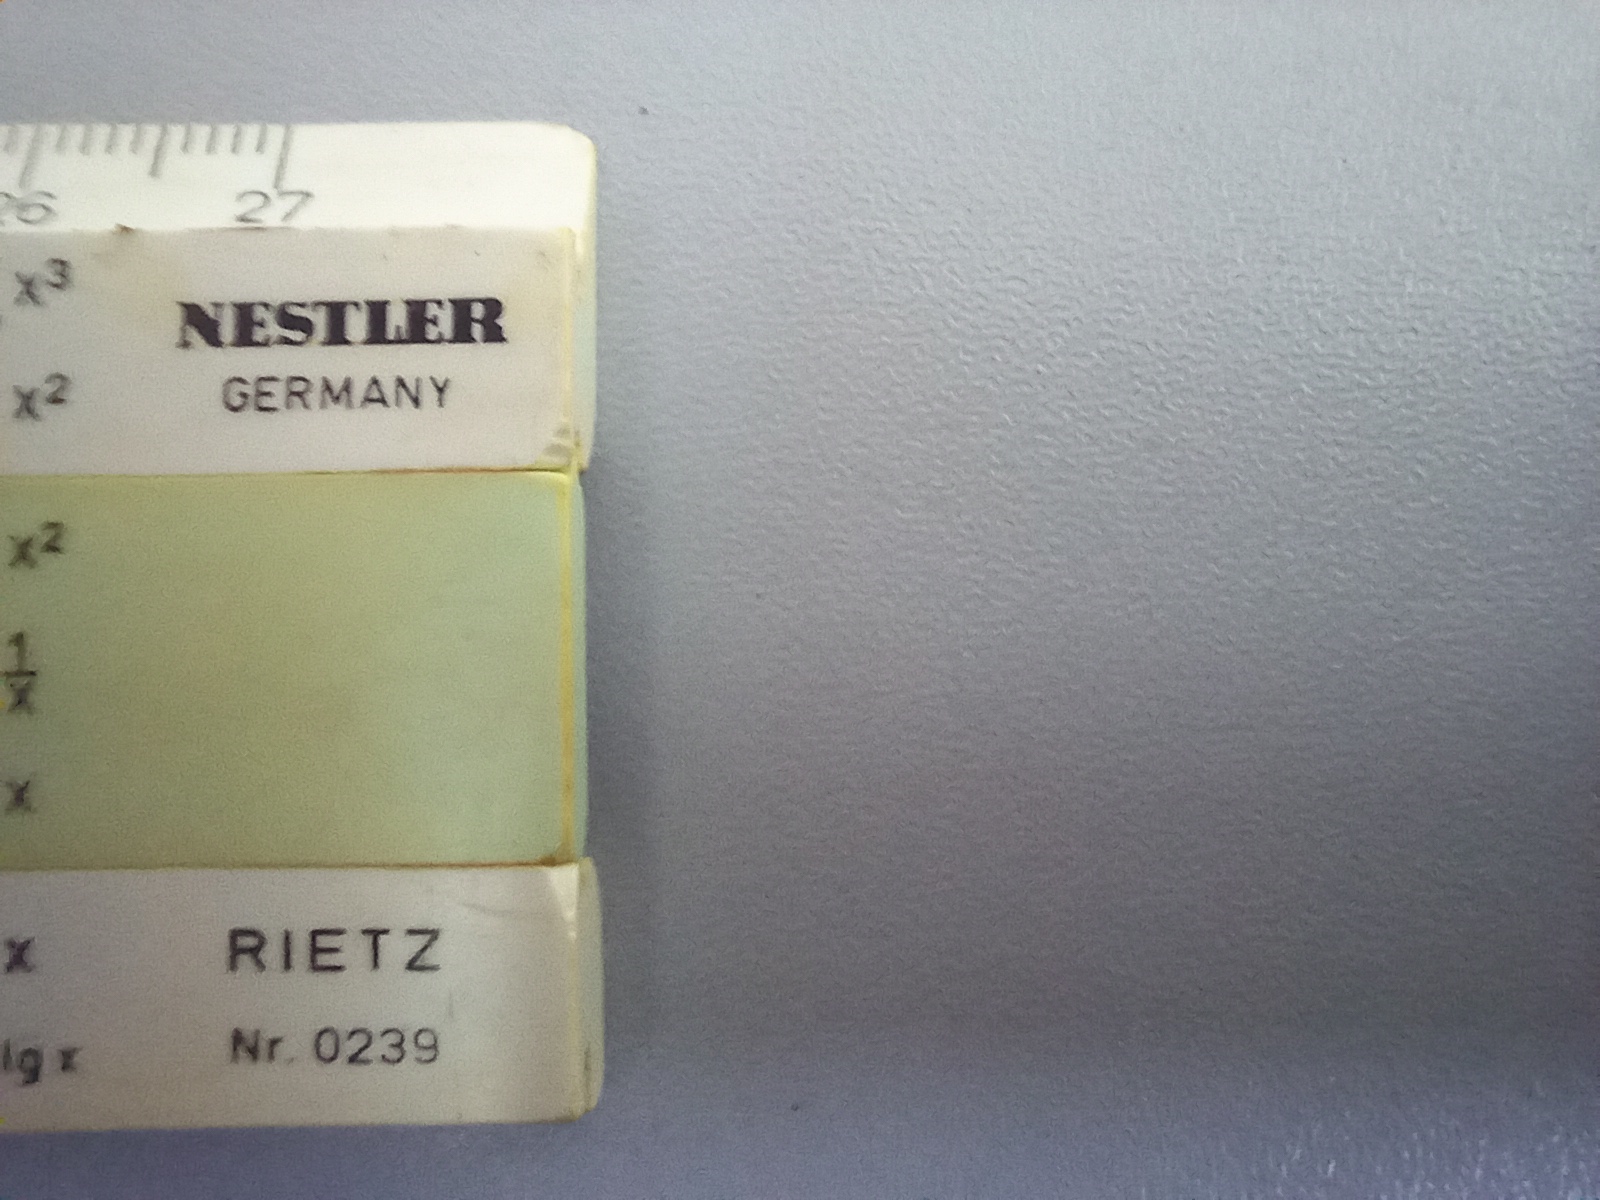 26 27
x³
NESTLER
x²
GERMANY
x²
1/x
x
x RIETZ
lg x Nr. 0239